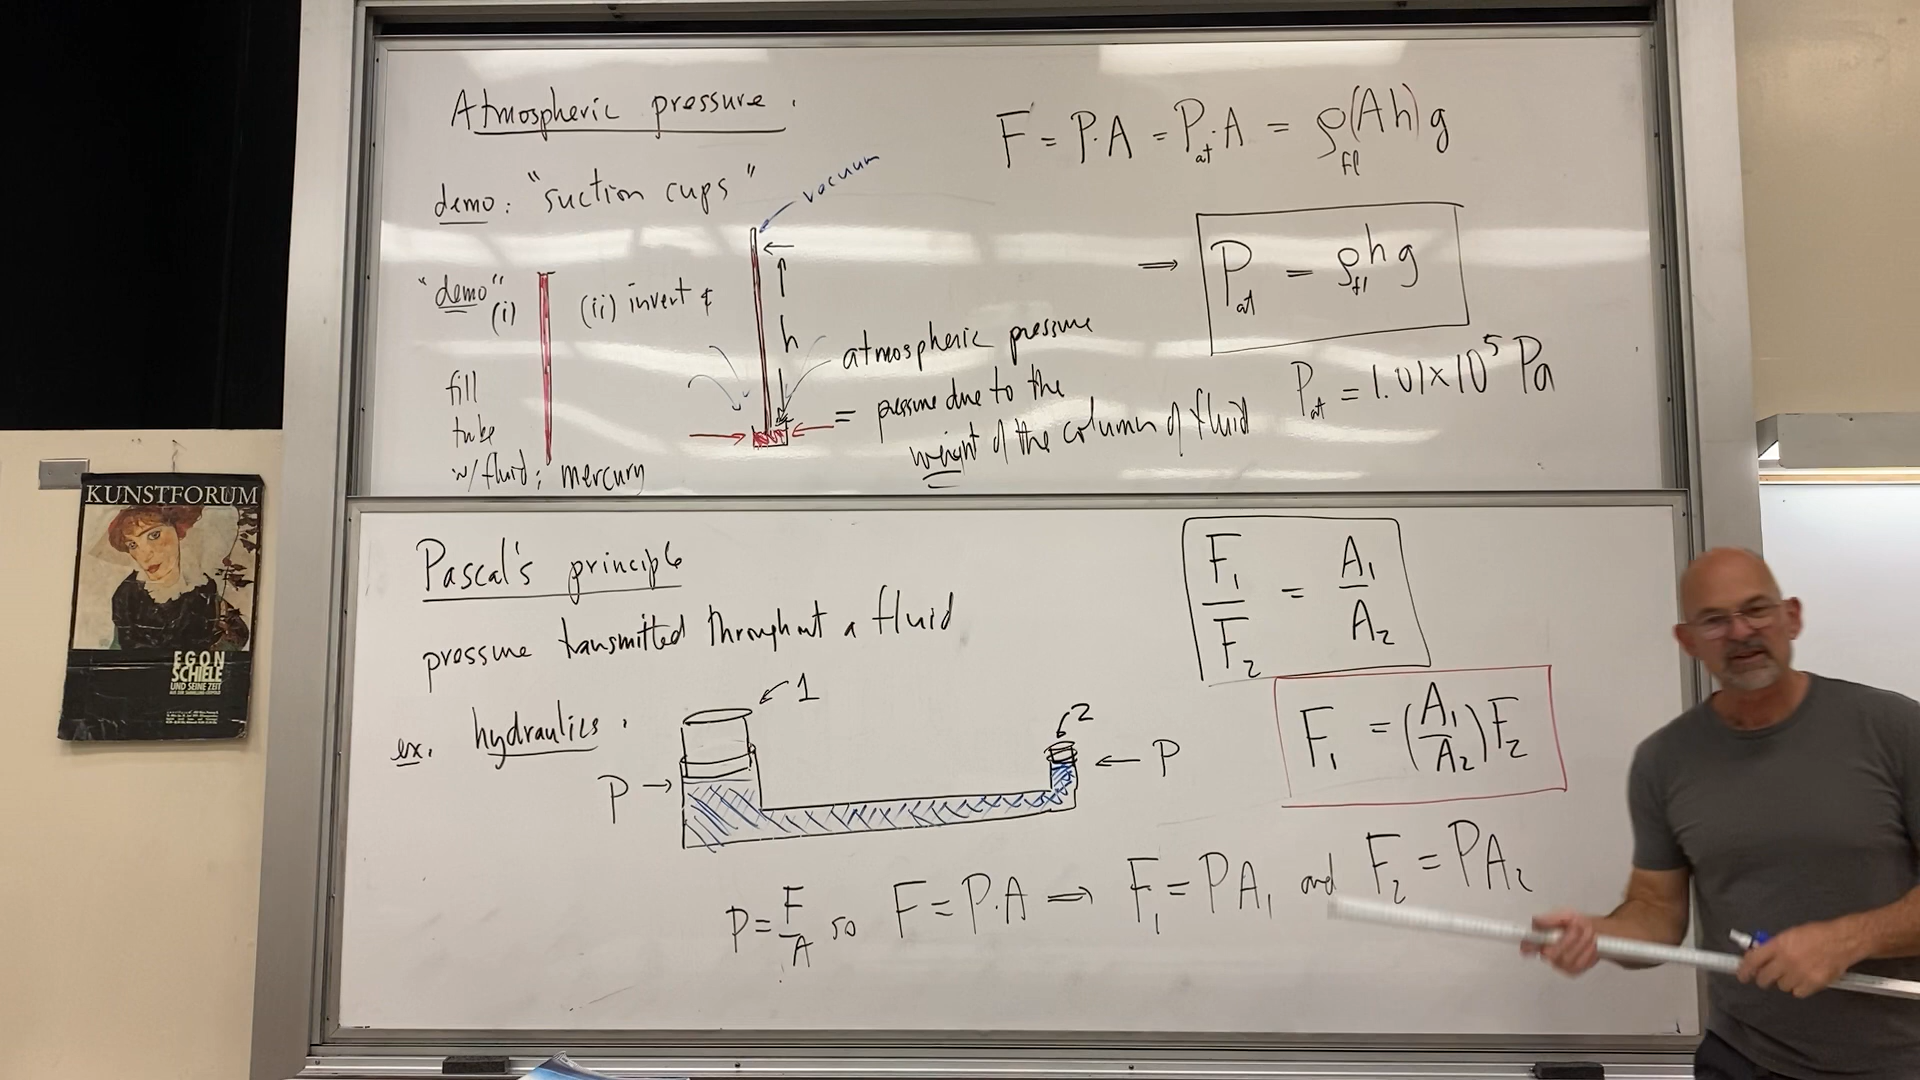 Atmospheric pressure.
demo: "suction cups"
vacuum
"demo"
(i)
(ii) invert &
h
fill
tube
w/fluid; mercury
atmospheric pressure
= pressure due to the
weight of the column of fluid
F = P·A = Pat·A = ρfl(Ah)g
⇒ Pat = ρfl h g
Pat = 1.01×10⁵ Pa
Pascal's principle
pressure transmitted throughout a fluid
ex. hydraulics.
1
2
P →
← P
F₁/F₂ = A₁/A₂
F₁ = (A₁/A₂)F₂
P = F/A so F = P·A ⇒ F₁ = PA₁ and F₂ = PA₂
KUNSTFORUM
EGON
SCHIELE
UND SEINE ZEIT